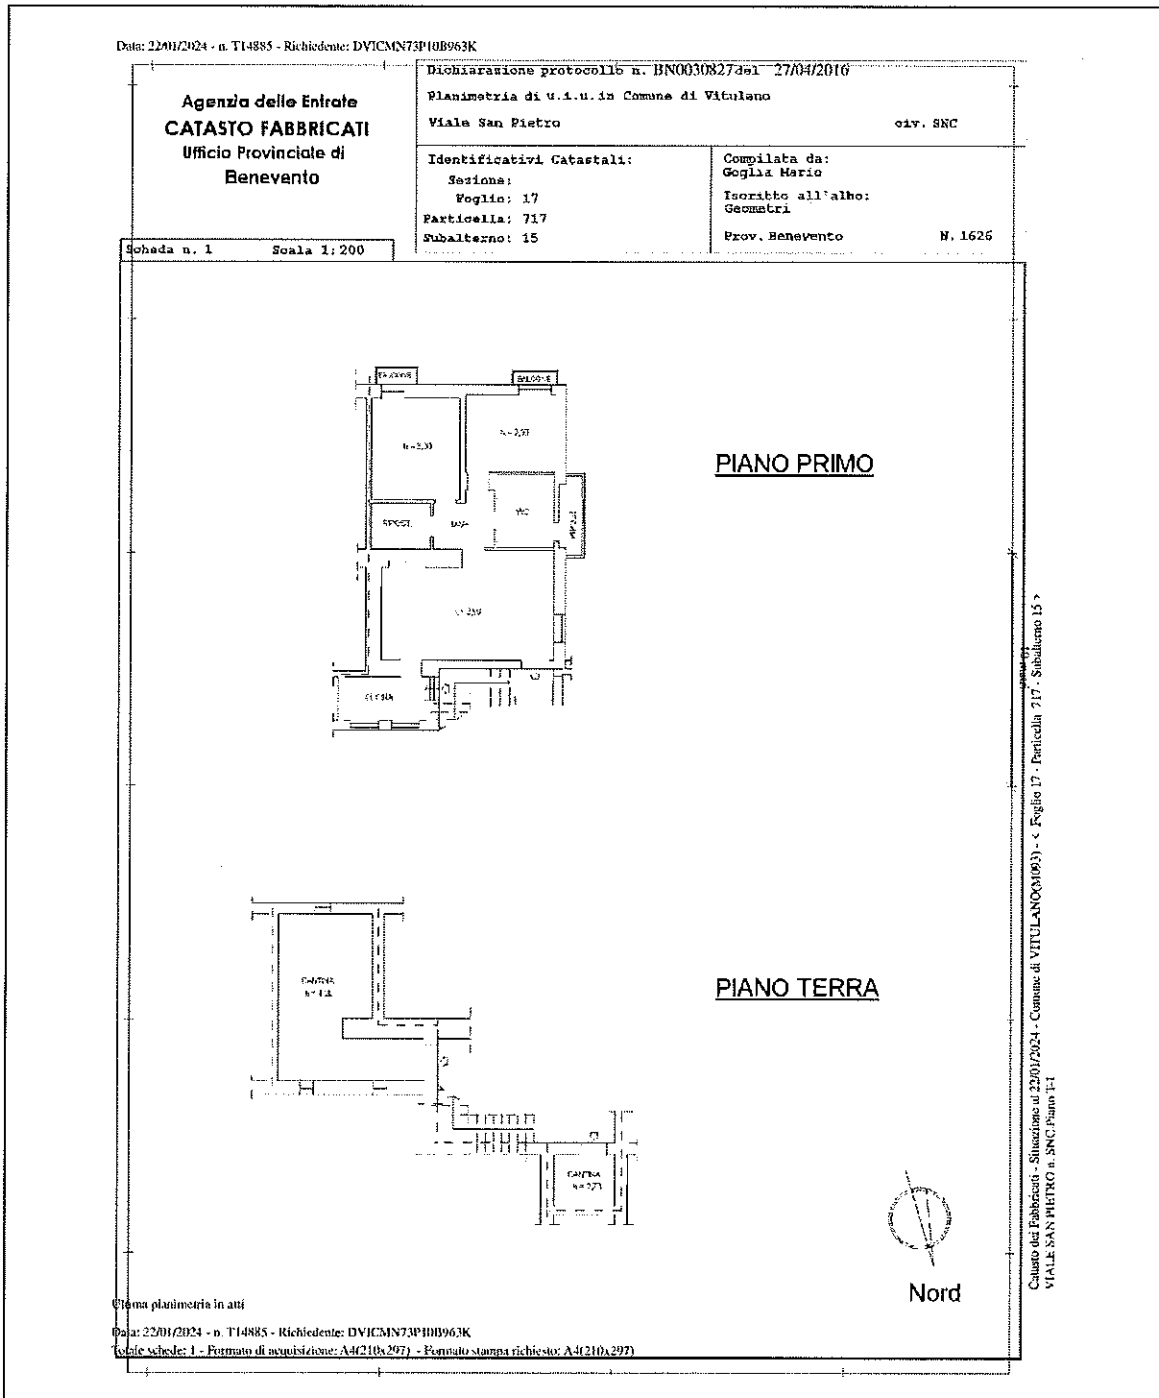 Data: 22/01/2024 - n. T14885 - Richiedente: DVICMN73P10B963K
Agenzia delle Entrate
CATASTO FABBRICATI
Ufficio Provinciale di
Benevento
Dichiarazione protocollo n. BN0030827 del 27/04/2016
Planimetria di u.i.u. in Comune di Vitulano
Viale San Pietro civ. SNC
Identificativi Catastali:
Sezione:
Foglio: 17
Particella: 717
Subalterno: 15
Compilata da:
Goglia Mario
Iscritto all'albo:
Geometri
Prov. Benevento N. 1626
Scheda n. 1 Scala 1:200
BALCONE
BALCONE
PIANO PRIMO
RIPOST.
WC
CUCINA
PIANO TERRA
CANTINA
CANTINA
Nord
Catasto dei Fabbricati - Situazione al 22/01/2024 - Comune di VITULANO(M093) - < Foglio 17 - Particella 717 - Subalterno 15 >
VIALE SAN PIETRO n. SNC Piano T-1
Ultima planimetria in atti
Data: 22/01/2024 - n. T14885 - Richiedente: DVICMN73P10B963K
Totale schede: 1 - Formato di acquisizione: A4(210x297) - Formato stampa richiesto: A4(210x297)